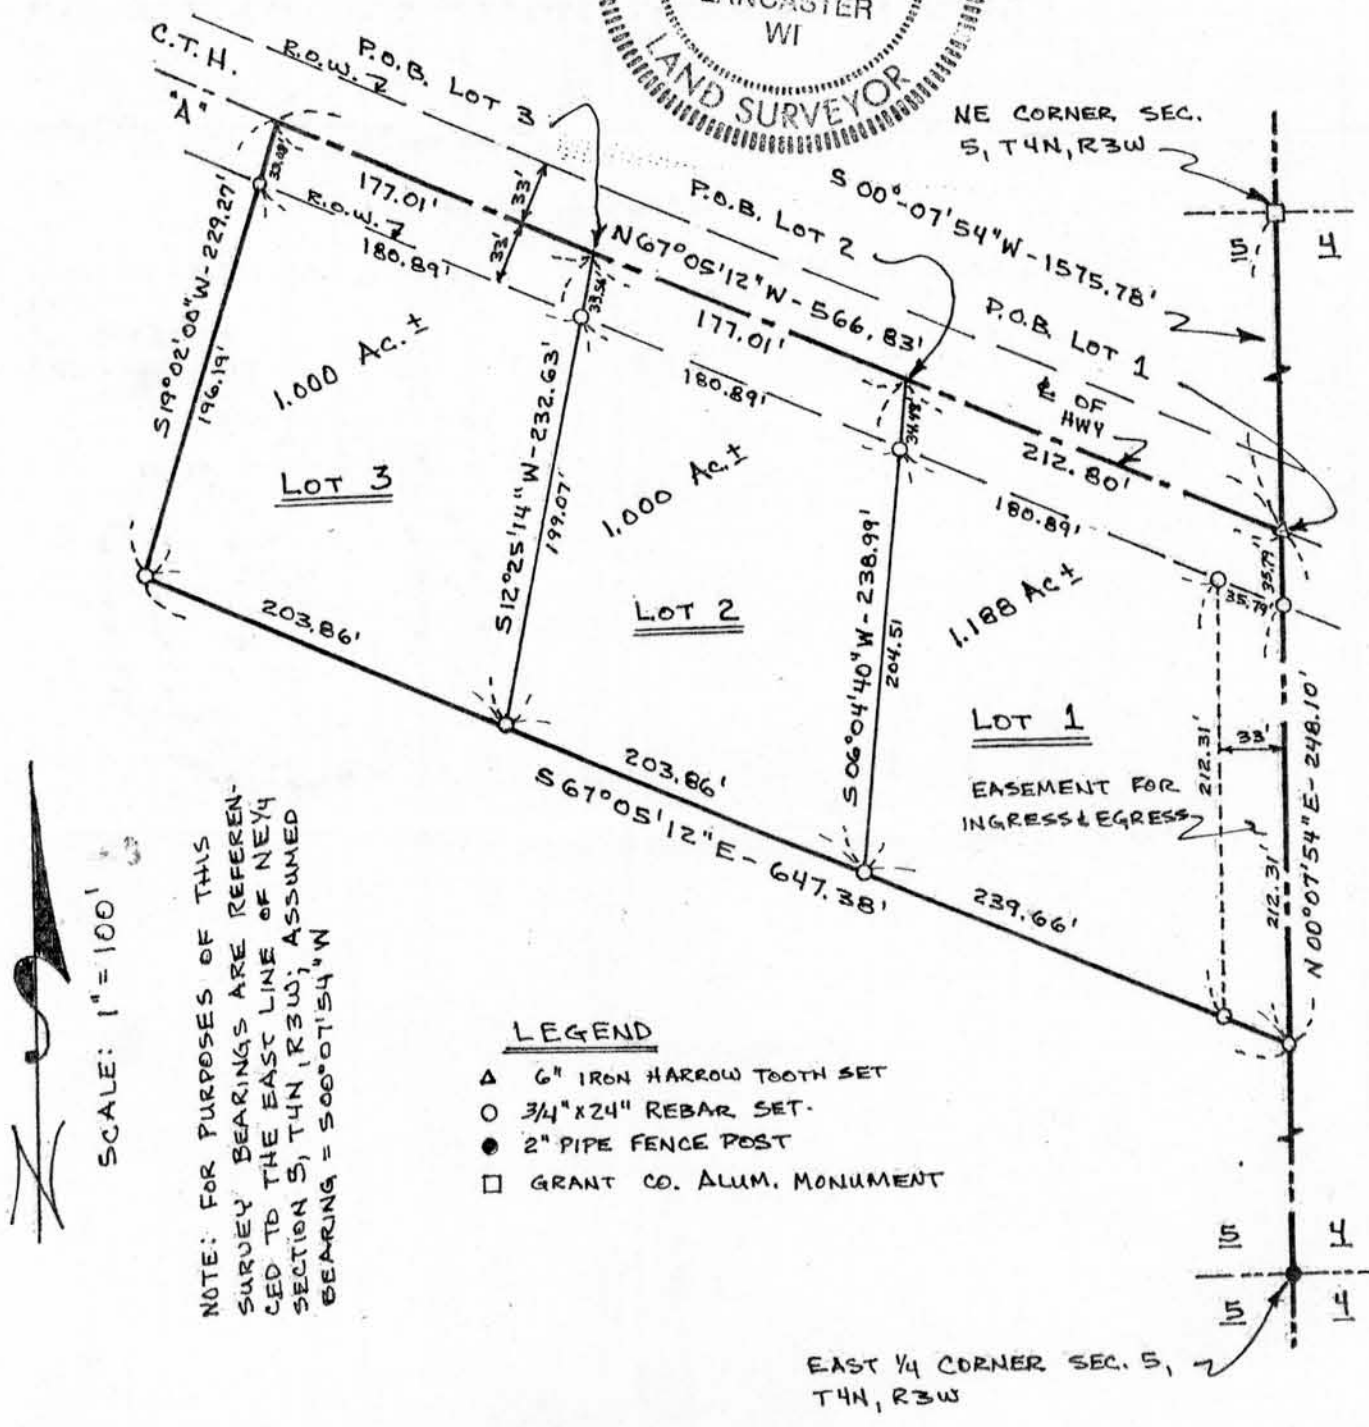 LANCASTER
WI
LAND SURVEYOR
C.T.H.
"A"
R.O.W.
P.O.B. LOT 3
NE CORNER SEC.
5, T4N, R3W
S 00°-07'54"W-1575.78'
P.O.B. LOT 2
P.O.B. LOT 1
5
4
177.01'
33'
33'
R.O.W.
180.89'
N67°05'12"W-566.83'
177.01'
180.89'
℄ OF
HWY
212.80'
180.89'
S19°02'00"W-229.27'
196.19'
1.000 AC.±
LOT 3
33.56'
S12°25'14"W-232.63'
199.07'
1.000 AC.±
LOT 2
34.48'
S06°04'40"W-238.99'
204.51
1.188 AC±
LOT 1
35.79'
35.79'
33'
212.31'
EASEMENT FOR
INGRESS & EGRESS
212.31'
N00°07'54"E-248.10'
203.86'
203.86'
S67°05'12"E-647.38'
239.66'
SCALE: 1"=100'
N
NOTE: FOR PURPOSES OF THIS
SURVEY BEARINGS ARE REFEREN-
CED TO THE EAST LINE OF NE1/4
SECTION 5, T4N, R3W; ASSUMED
BEARING = S00°07'54"W
LEGEND
△ 6" IRON HARROW TOOTH SET
○ 3/4"x24" REBAR SET.
● 2" PIPE FENCE POST
□ GRANT CO. ALUM. MONUMENT
5
4
5
4
EAST 1/4 CORNER SEC. 5,
T4N, R3W